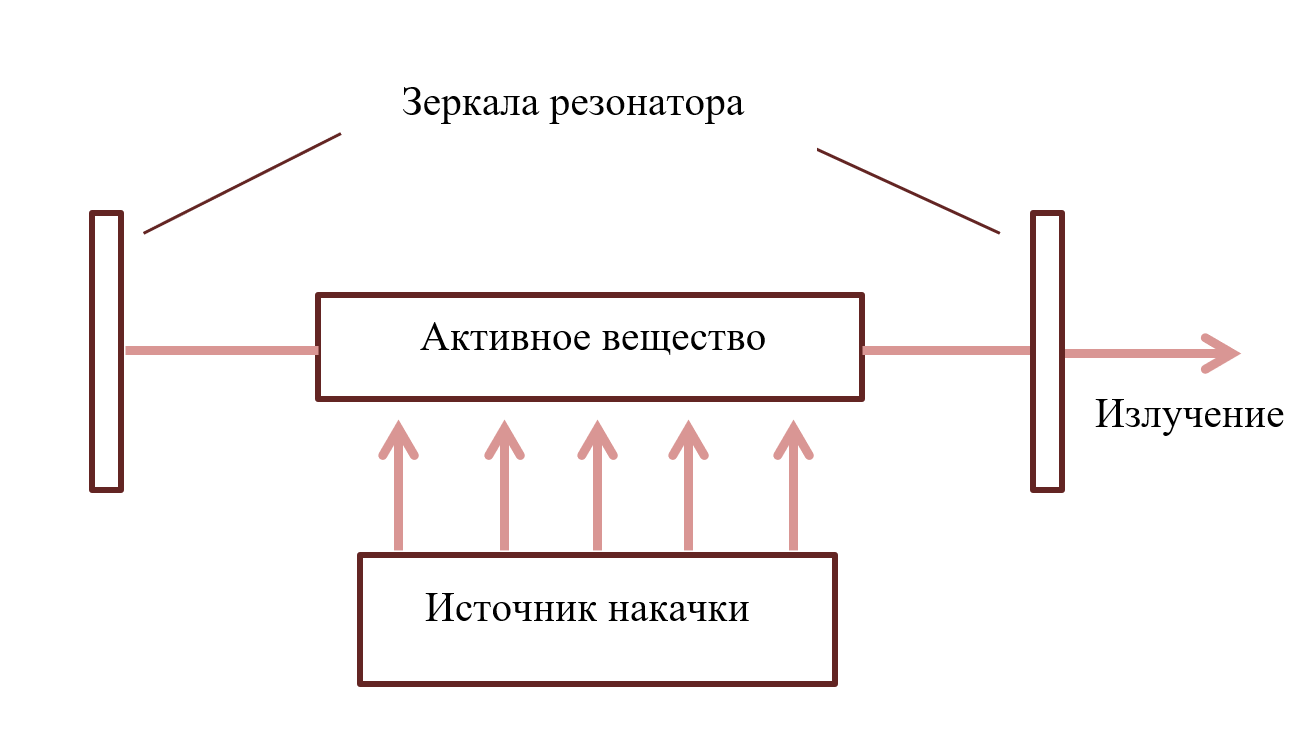 Зеркала резонатора
Активное вещество
Излучение
Источник накачки